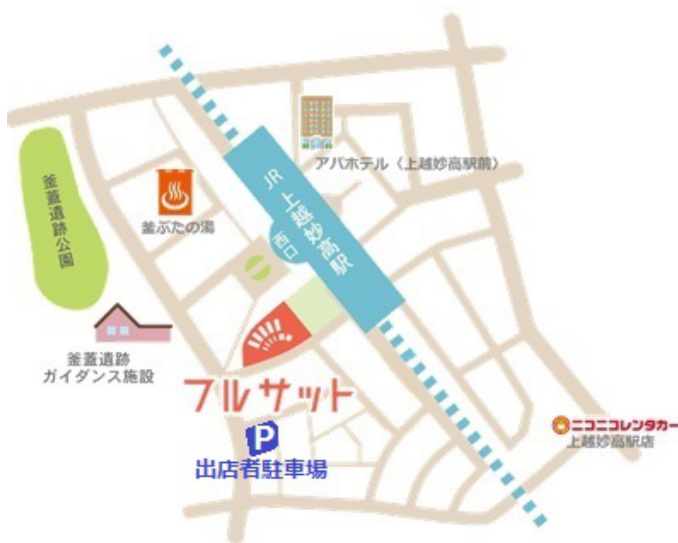 アパホテル〈上越妙高駅前〉
JR 上越妙高駅
西口
釜蓋遺跡公園
釜ぶたの湯
釜蓋遺跡
ガイダンス施設
フルサット
P
出店者駐車場
ニコニコレンタカー
上越妙高駅店